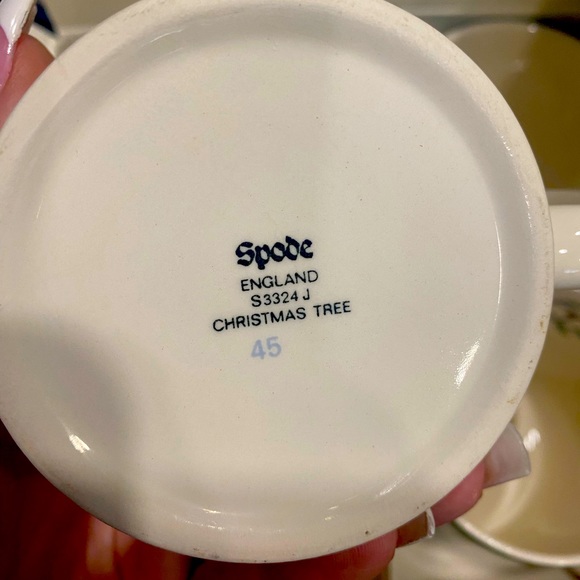 Spode
ENGLAND
S3324 J
CHRISTMAS TREE
45